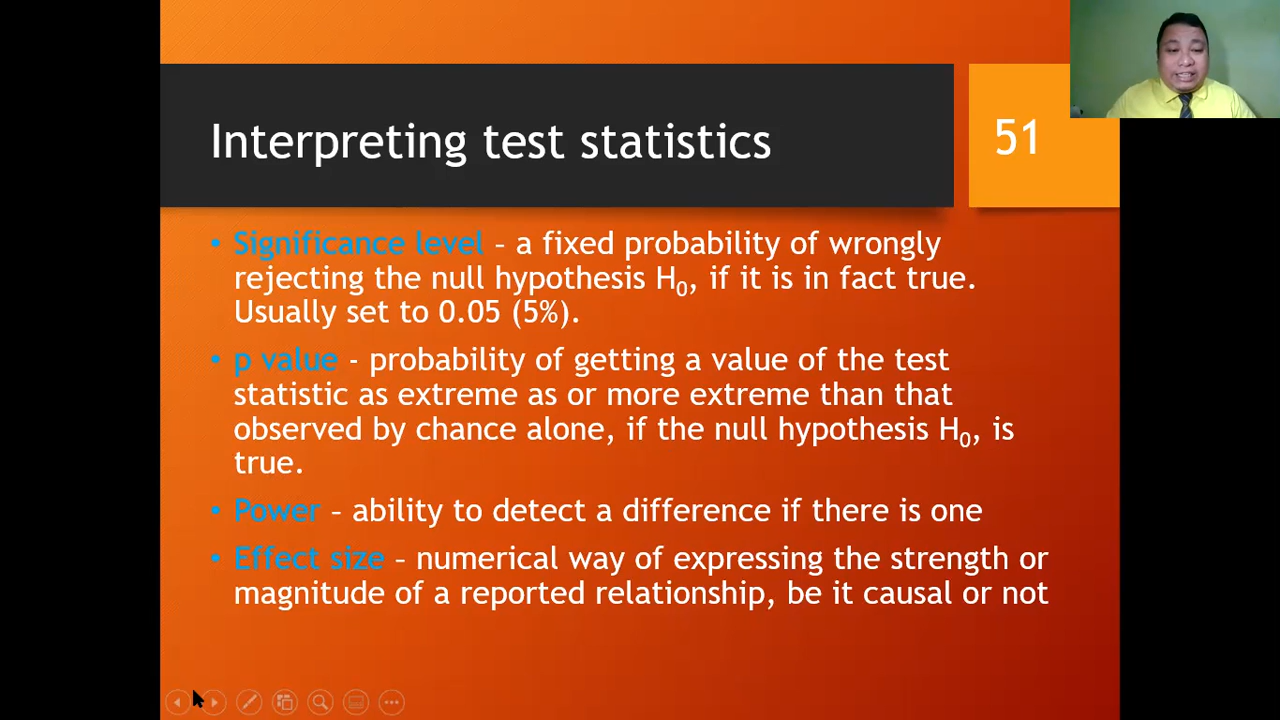 Interpreting test statistics
51
• Significance level – a fixed probability of wrongly
rejecting the null hypothesis H₀, if it is in fact true.
Usually set to 0.05 (5%).
• p value - probability of getting a value of the test
statistic as extreme as or more extreme than that
observed by chance alone, if the null hypothesis H₀, is
true.
• Power – ability to detect a difference if there is one
• Effect size – numerical way of expressing the strength or
magnitude of a reported relationship, be it causal or not